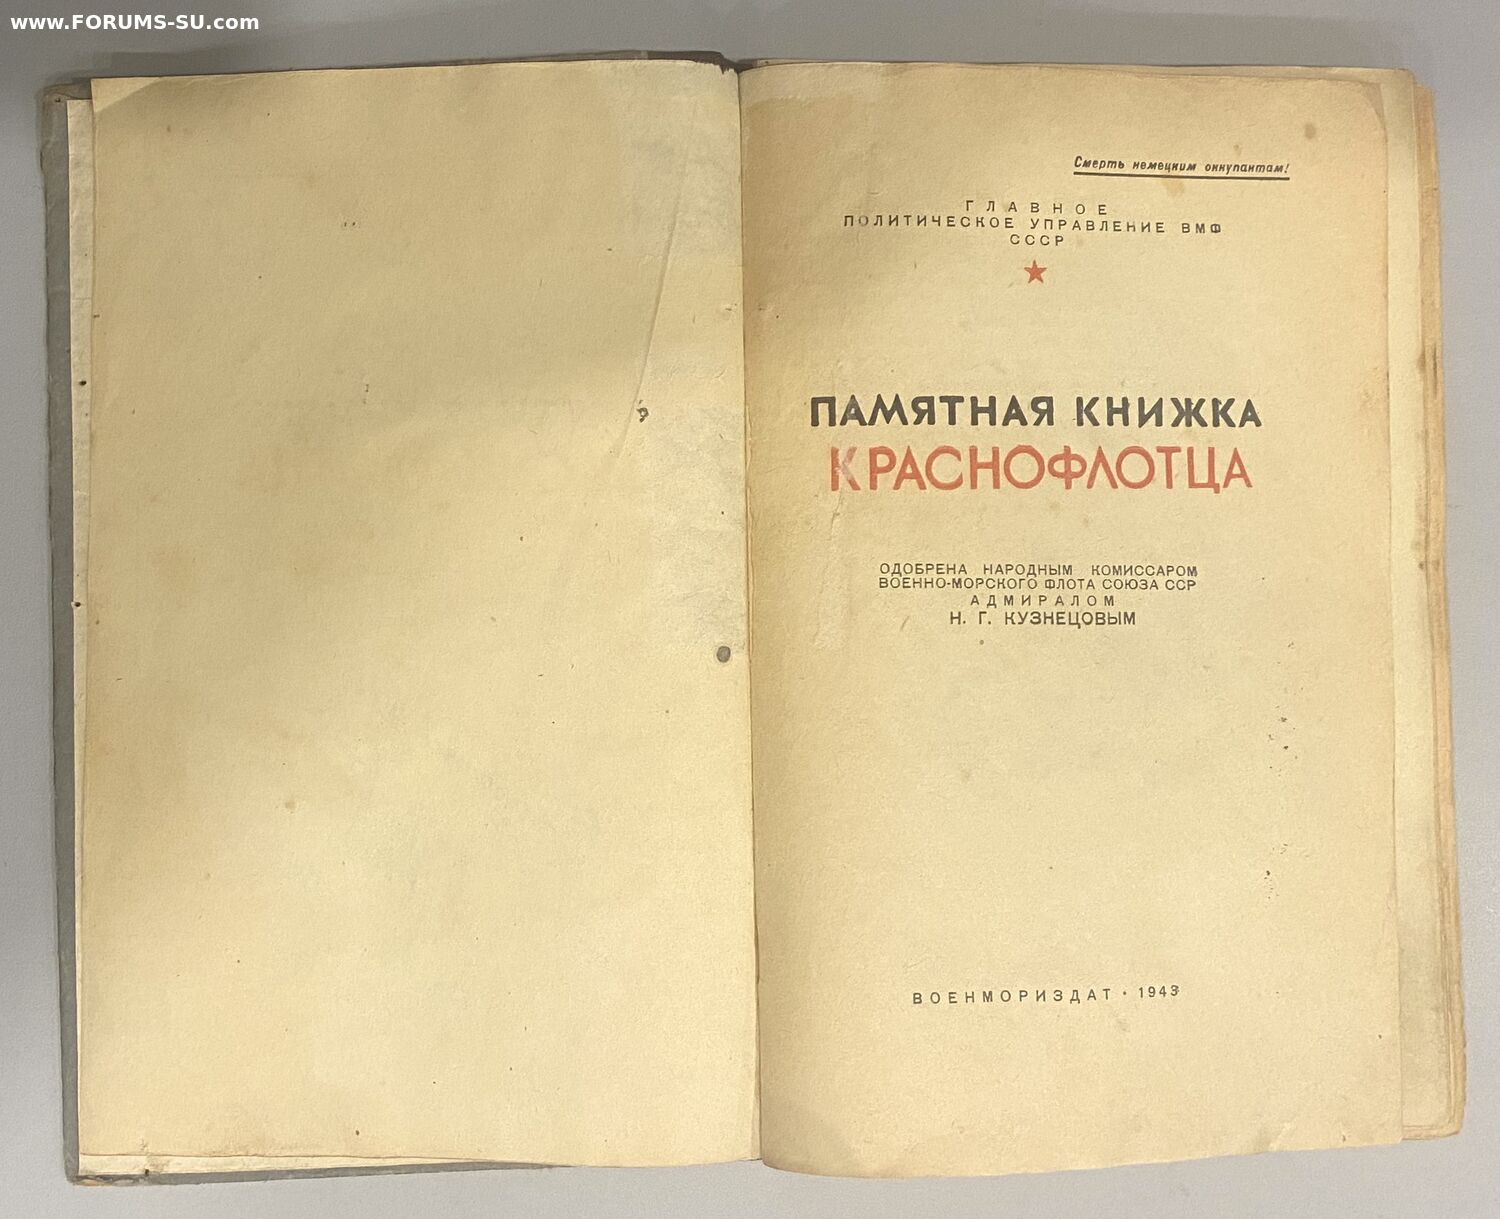 www.FORUMS-SU.com
Смерть немецким оккупантам!
ГЛАВНОЕ
ПОЛИТИЧЕСКОЕ УПРАВЛЕНИЕ ВМФ
СССР
ПАМЯТНАЯ КНИЖКА
КРАСНОФЛОТЦА
ОДОБРЕНА НАРОДНЫМ КОМИССАРОМ
ВОЕННО-МОРСКОГО ФЛОТА СОЮЗА ССР
АДМИРАЛОМ
Н. Г. КУЗНЕЦОВЫМ
ВОЕНМОРИЗДАТ · 1943